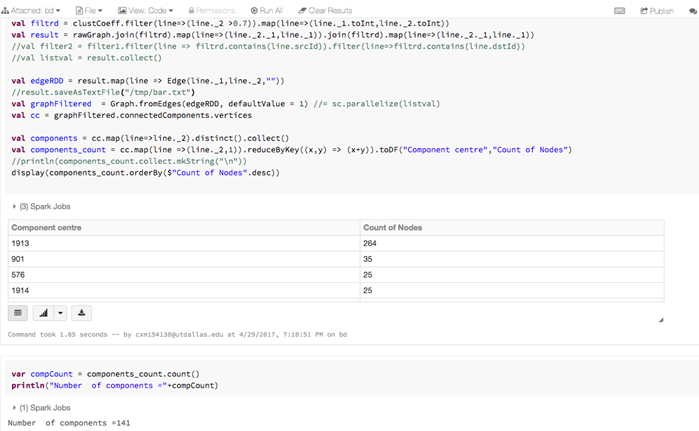 Attached: bd File View: Code Permissions Run All Clear Results Publish
val filtrd = clustCoeff.filter(line=>(line._2 >0.7)).map(line=>(line._1.toInt,line._2.toInt))
val result = rawGraph.join(filtrd).map(line=>(line._2._1,line._1)).join(filtrd).map(line=>(line._2._1,line._1))
//val filter2 = filter1.filter(line => filtrd.contains(line.srcId)).filter(line=>filtrd.contains(line.dstId))
//val listval = result.collect()
val edgeRDD = result.map(line => Edge(line._1,line._2,""))
//result.saveAsTextFile("/tmp/bar.txt")
val graphFiltered  = Graph.fromEdges(edgeRDD, defaultValue = 1) //= sc.parallelize(listval)
val cc = graphFiltered.connectedComponents.vertices
val components = cc.map(line=>line._2).distinct().collect()
val components_count = cc.map(line =>(line._2,1)).reduceByKey((x,y) => (x+y)).toDF("Component centre","Count of Nodes")
//println(components_count.collect.mkString("\n"))
display(components_count.orderBy($"Count of Nodes".desc))
(3) Spark Jobs
Component centre Count of Nodes
1913 264
901 35
576 25
1914 25
Command took 1.85 seconds -- by cxm154130@utdallas.edu at 4/29/2017, 7:10:51 PM on bd
var compCount = components_count.count()
println("Number  of components ="+compCount)
(1) Spark Jobs
Number  of components =141